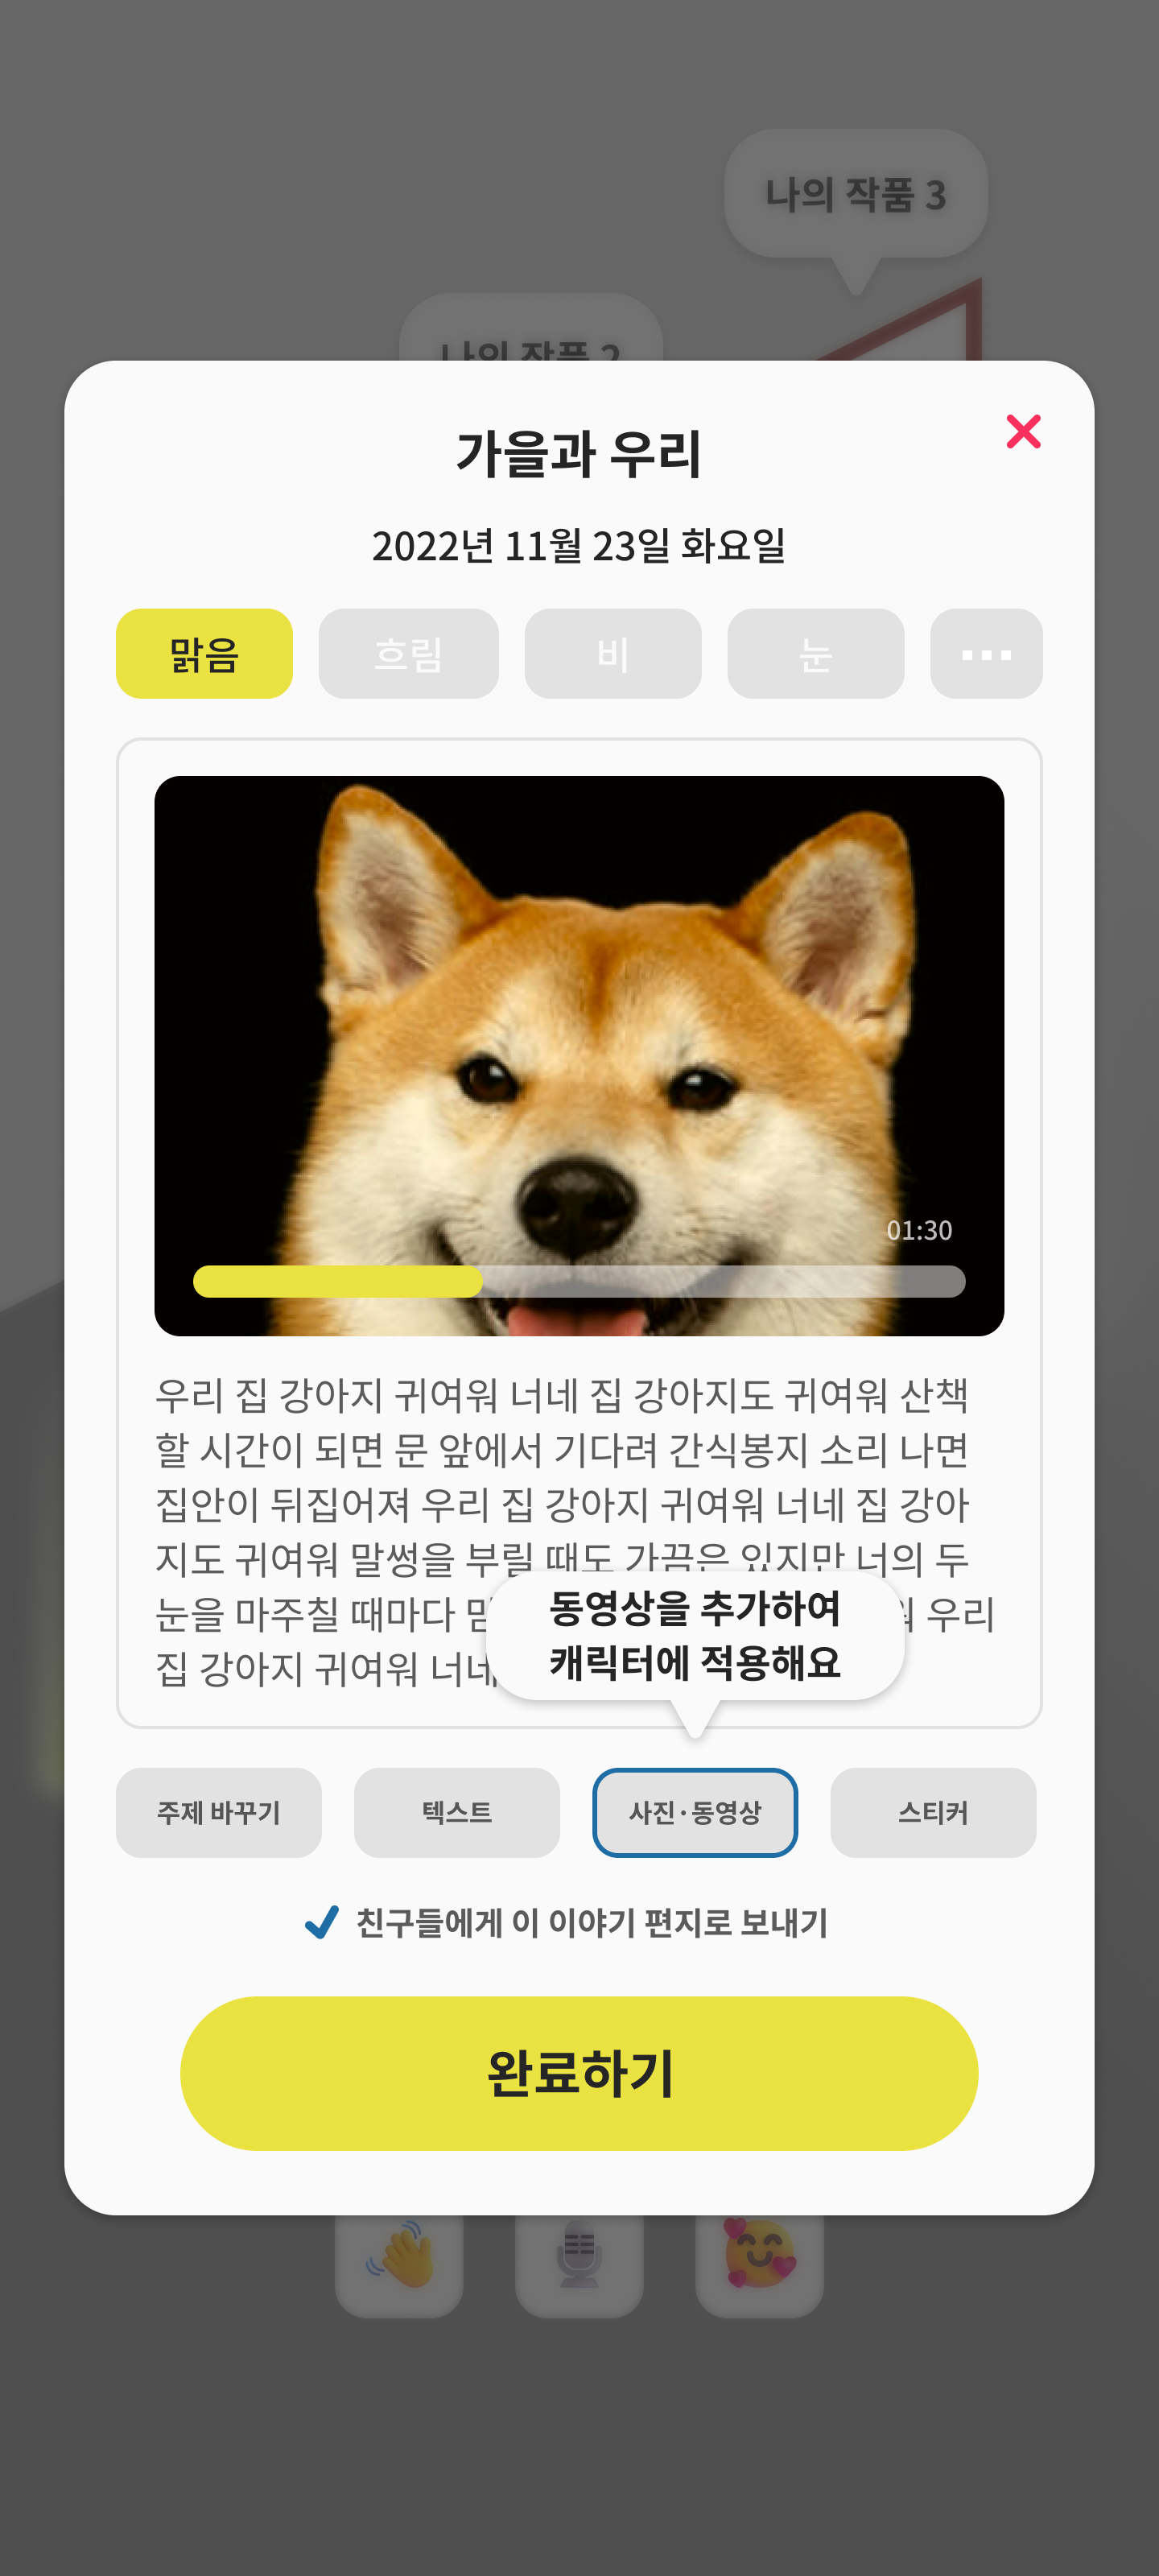 나의 작품 3
나의 작품 2
가을과 우리
2022년 11월 23일 화요일
맑음
흐림
비
눈
01:30
우리 집 강아지 귀여워 너네 집 강아지도 귀여워 산책
할 시간이 되면 문 앞에서 기다려 간식봉지 소리 나면
집안이 뒤집어져 우리 집 강아지 귀여워 너네 집 강아
지도 귀여워 말썽을 부릴 때도 가끔은 있지만 너의 두
눈을 마주칠 때마다 우리
집 강아지 귀여워 너네
동영상을 추가하여
캐릭터에 적용해요
주제 바꾸기
텍스트
사진·동영상
스티커
친구들에게 이 이야기 편지로 보내기
완료하기